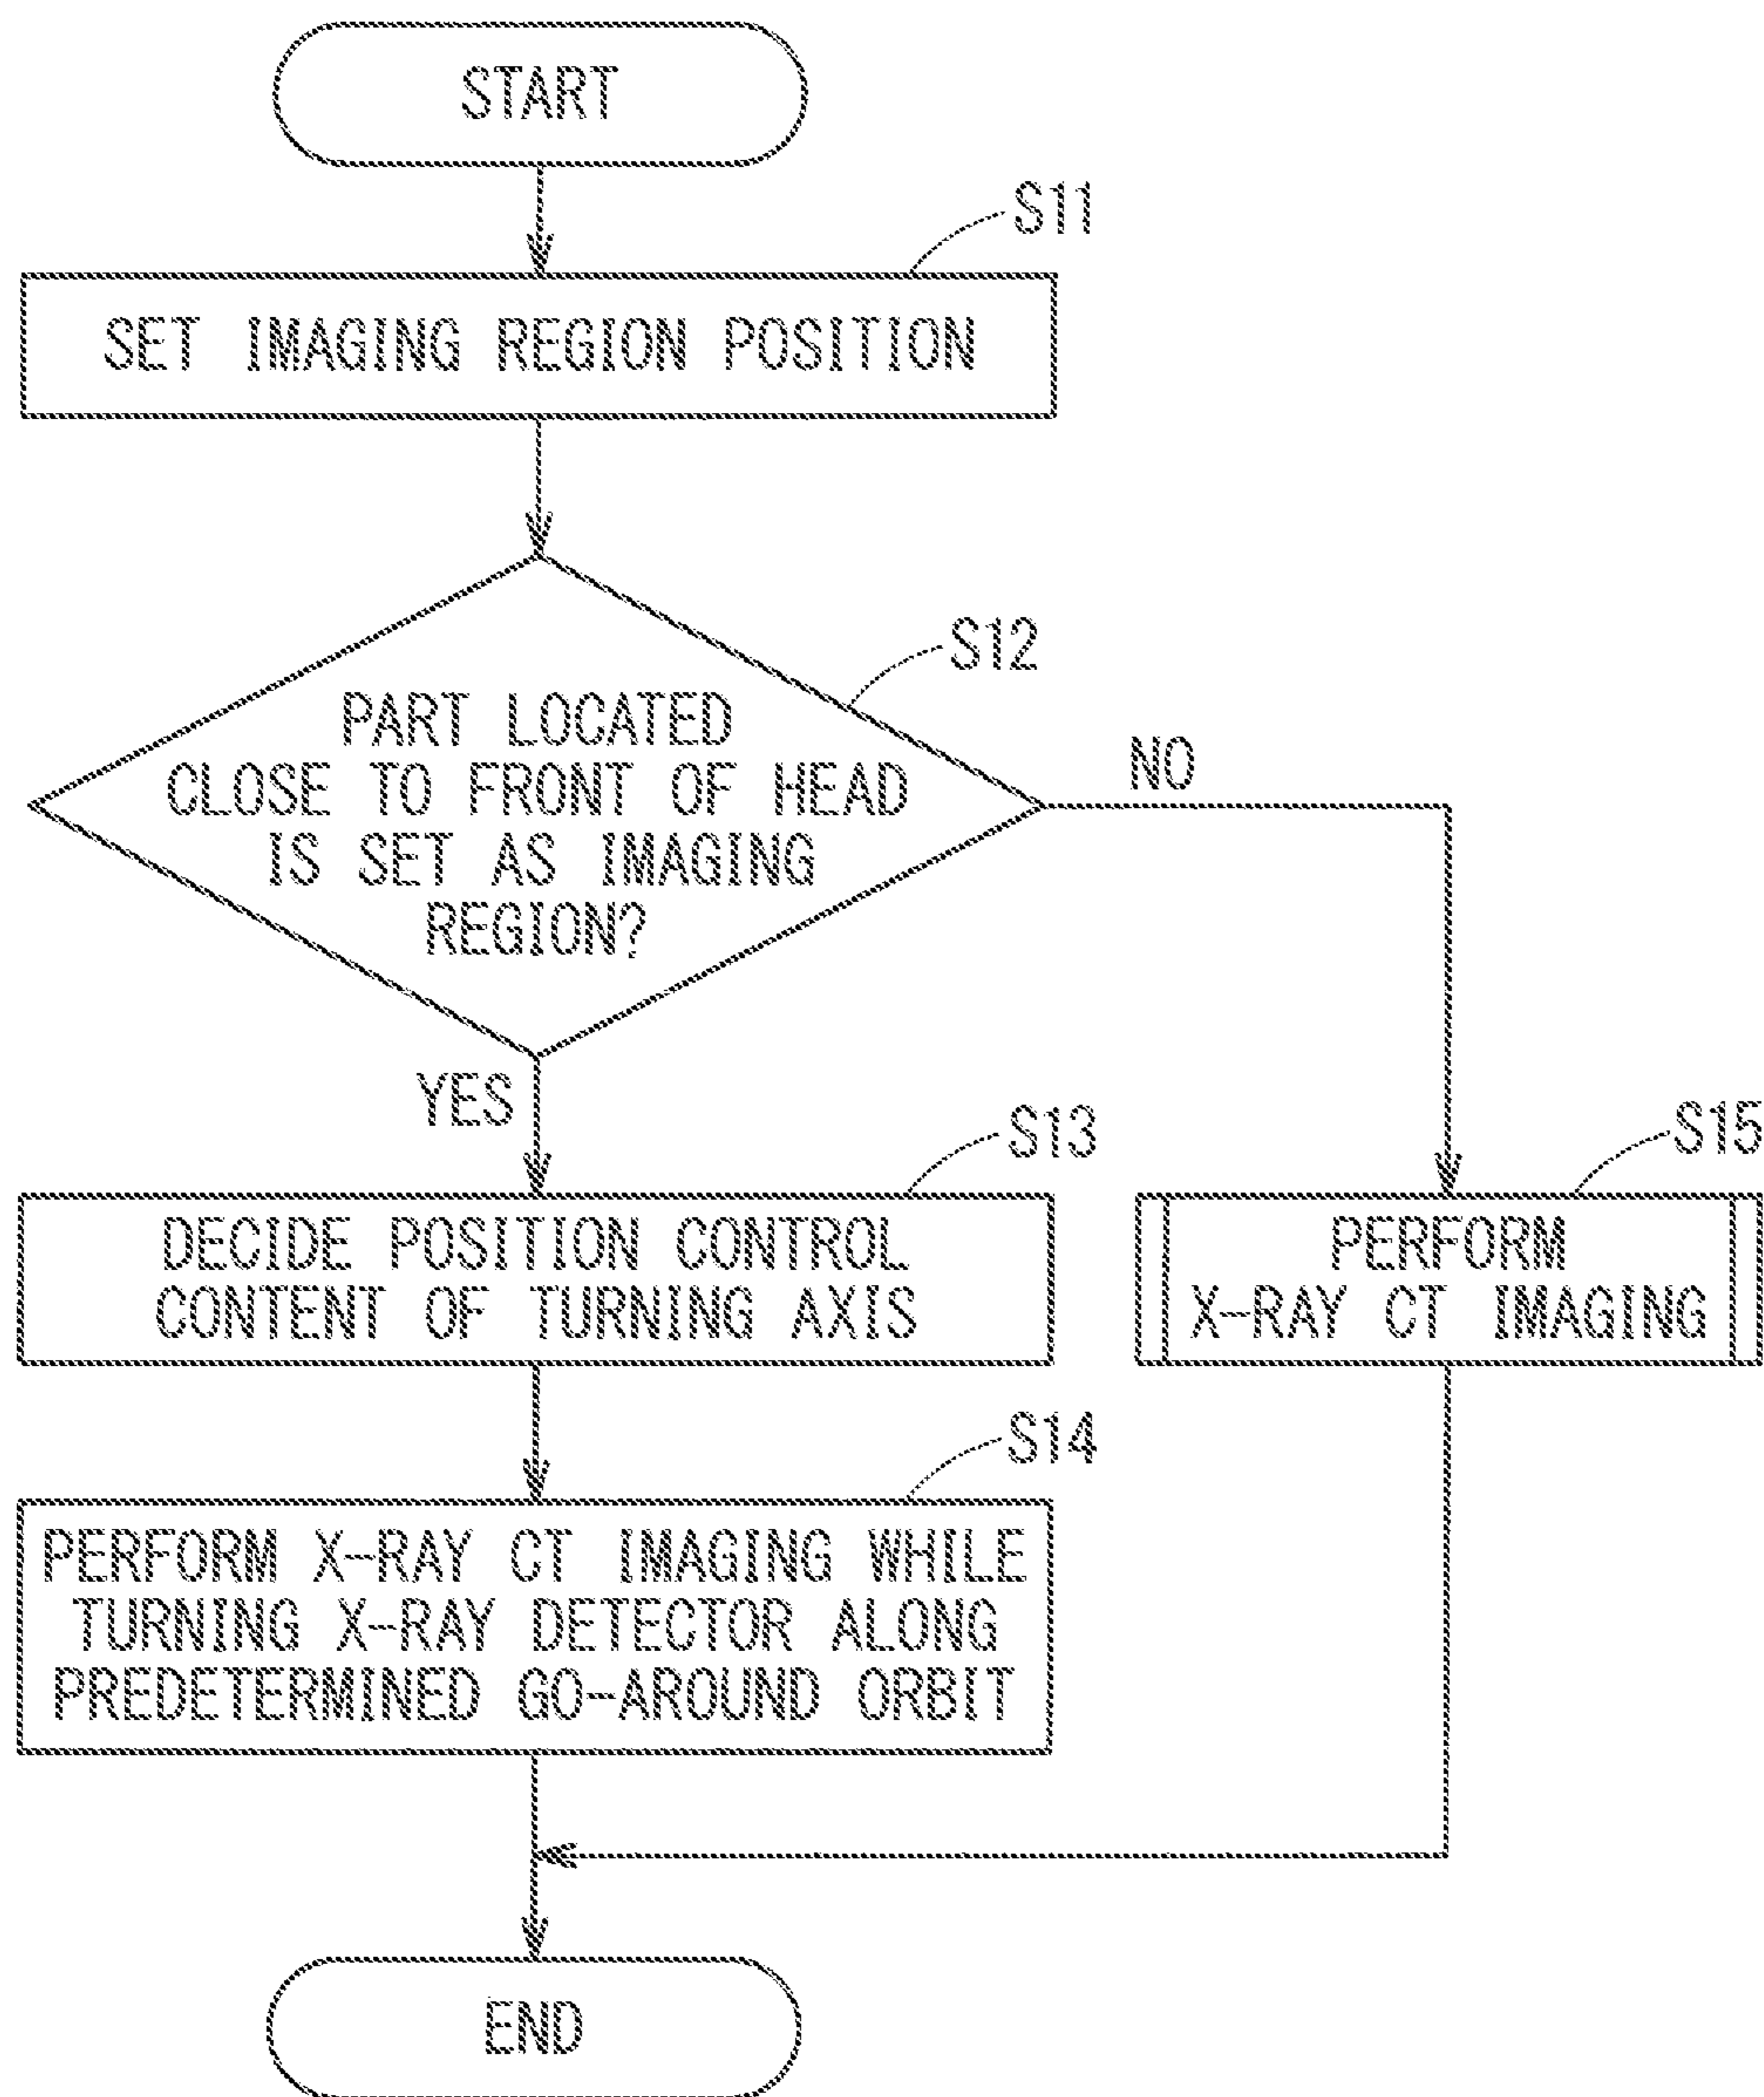 START
S11
SET IMAGING REGION POSITION
S12
PART LOCATED
CLOSE TO FRONT OF HEAD
IS SET AS IMAGING
REGION?
NO
YES
S13
DECIDE POSITION CONTROL
CONTENT OF TURNING AXIS
S15
PERFORM
X-RAY CT IMAGING
S14
PERFORM X-RAY CT IMAGING WHILE
TURNING X-RAY DETECTOR ALONG
PREDETERMINED GO-AROUND ORBIT
END